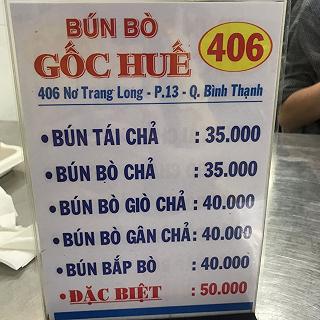 BÚN BÒ
GỐC HUẾ 406
406 Nơ Trang Long - P.13 - Q. Bình Thạnh
• BÚN TÁI CHẢ : 35.000
• BÚN BÒ CHẢ : 35.000
• BÚN BÒ GIÒ CHẢ : 40.000
• BÚN BÒ GÂN CHẢ : 40.000
• BÚN BẮP BÒ : 40.000
• ĐẶC BIỆT : 50.000